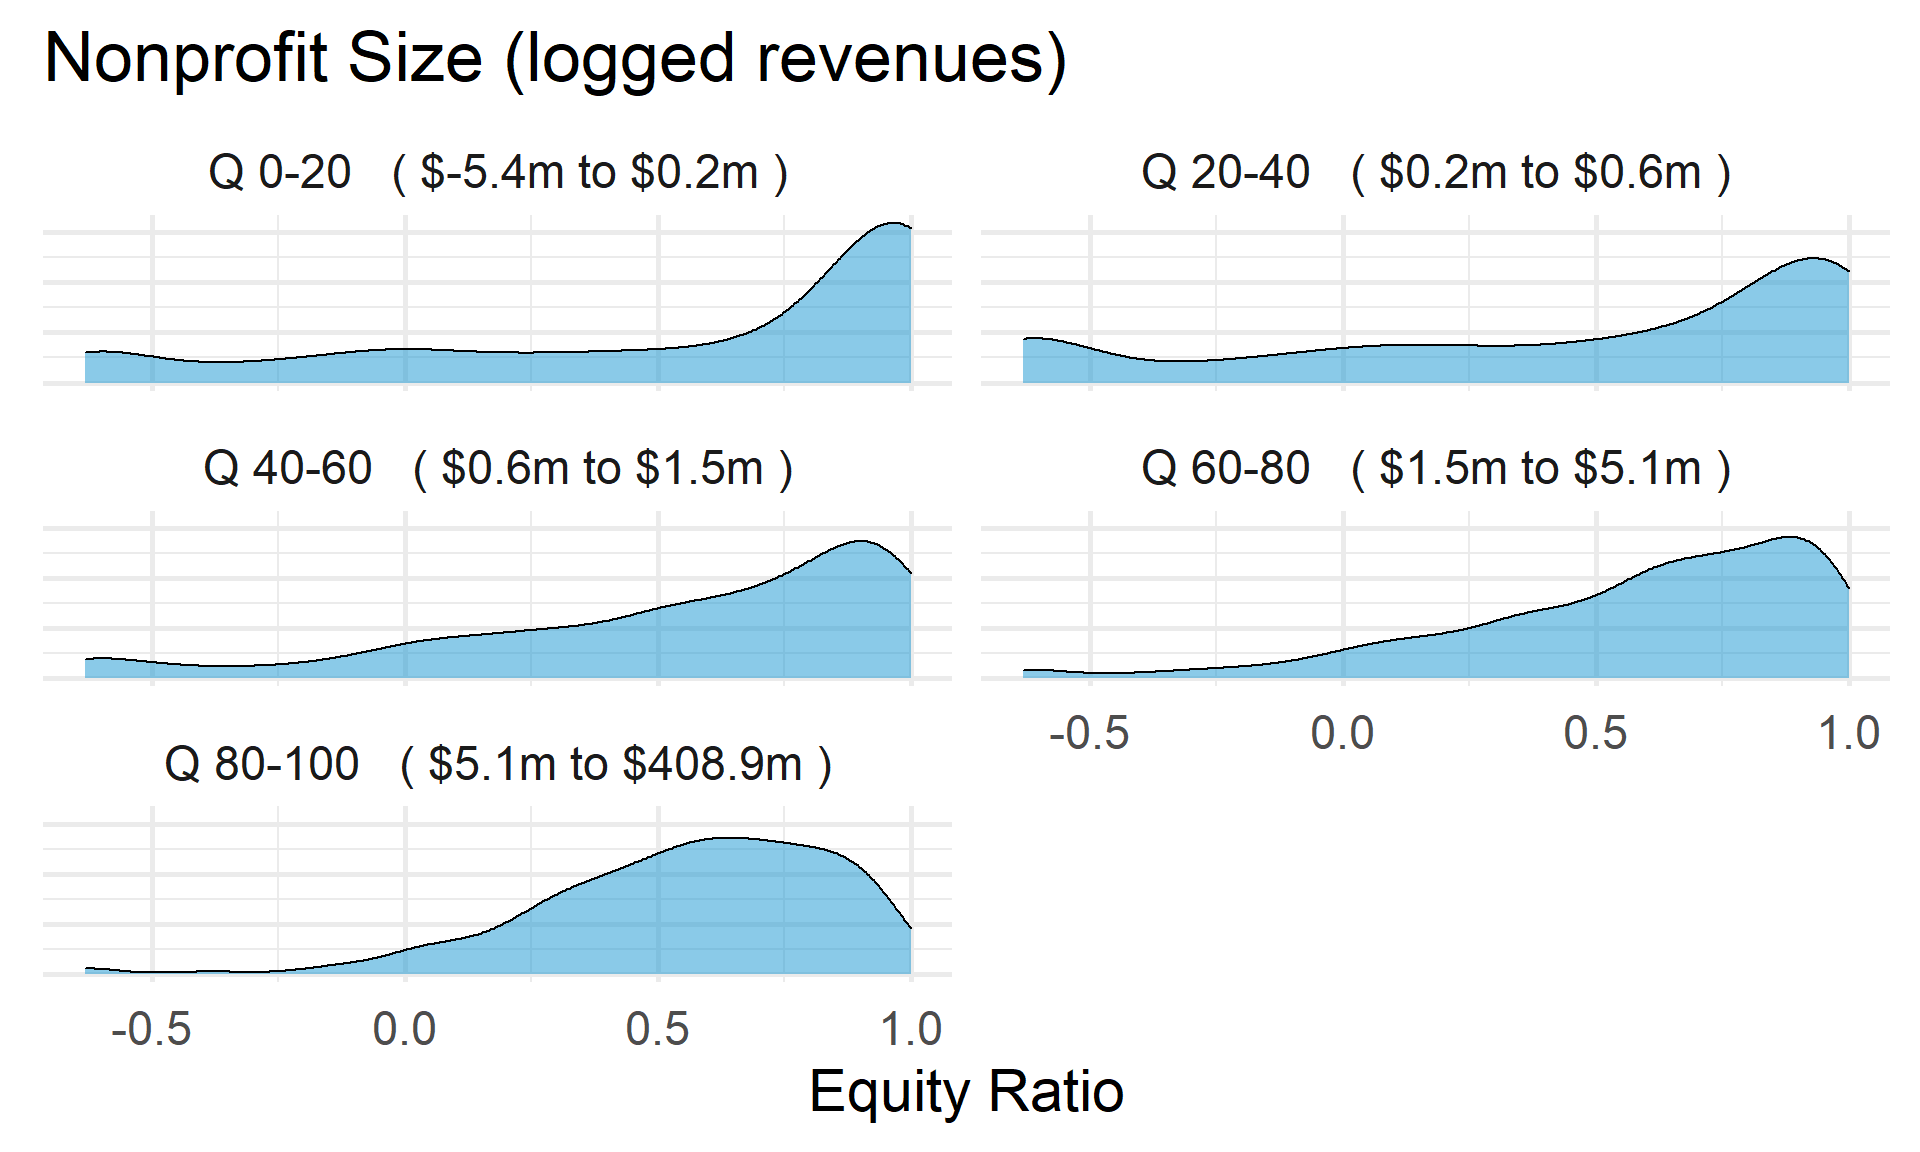 Nonprofit Size (logged revenues)
Q 0-20 ( $-5.4m to $0.2m )
Q 20-40 ( $0.2m to $0.6m )
Q 40-60 ( $0.6m to $1.5m )
Q 60-80 ( $1.5m to $5.1m )
-0.5 0.0 0.5 1.0
Q 80-100 ( $5.1m to $408.9m )
-0.5 0.0 0.5 1.0
Equity Ratio